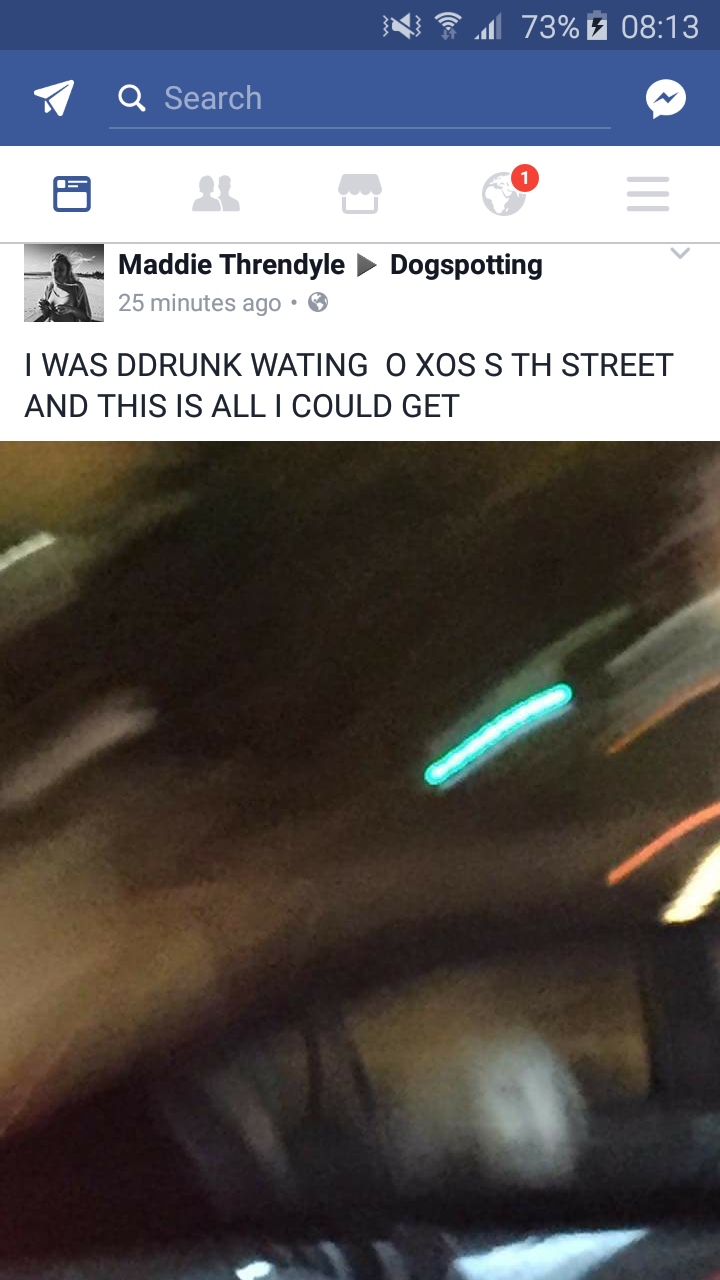 73% 08:13
Search
1
Maddie Threndyle ▶ Dogspotting
25 minutes ago •
I WAS DDRUNK WATING  O XOS S TH STREET
AND THIS IS ALL I COULD GET